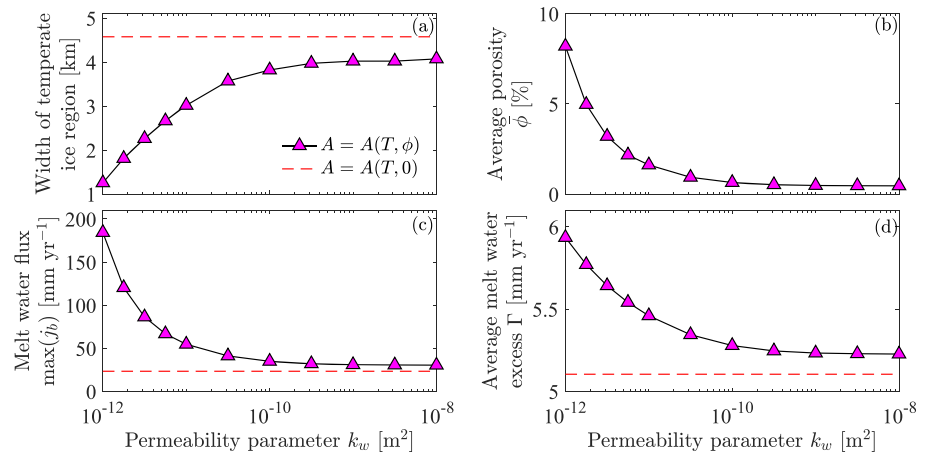 (a)
Width of temperate
ice region [km]
5
4
3
2
1
A = A(T, ϕ)
A = A(T, 0)
(b)
Average porosity
ϕ̄ [%]
10
5
0
(c)
Melt water flux
max(j_b) [mm yr⁻¹]
200
150
100
50
0
10⁻¹²
10⁻¹⁰
10⁻⁸
Permeability parameter k_w [m²]
(d)
Average melt water
excess Γ [mm yr⁻¹]
6
5.5
5
10⁻¹²
10⁻¹⁰
10⁻⁸
Permeability parameter k_w [m²]